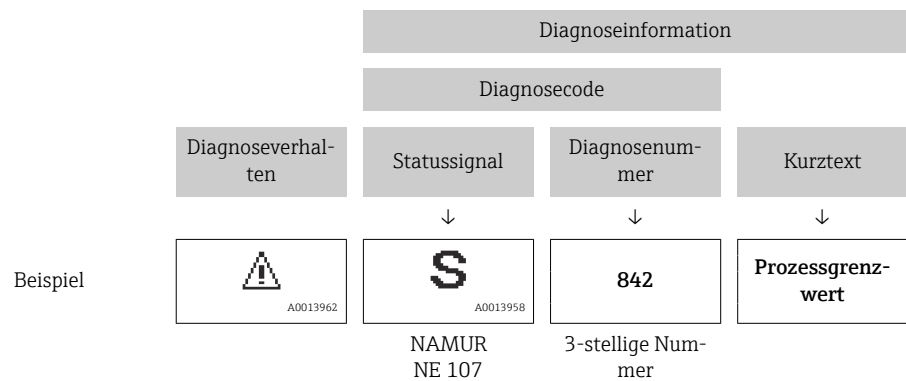 Diagnoseinformation
Diagnosecode
Diagnoseverhal-
ten
Statussignal
Diagnosenum-
mer
Kurztext
↓ ↓ ↓
Beispiel
A0013962
S
A0013958
842
Prozessgrenz-
wert
NAMUR
NE 107
3-stellige Num-
mer